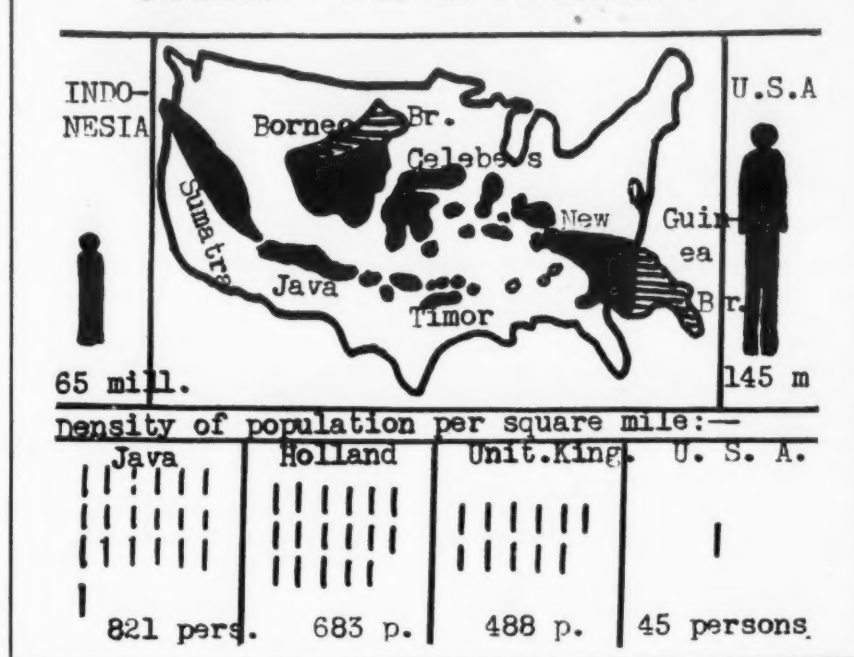 INDO-
NESIA
U.S.A
Borneo
Br.
Celebes
Sumatra
New
Guin-
ea
Java
Timor
Br.
65 mill.
145 m
Density of population per square mile:—
Java
Holland
Unit.King.
U. S. A.
821 pers.
683 p.
488 p.
45 persons.